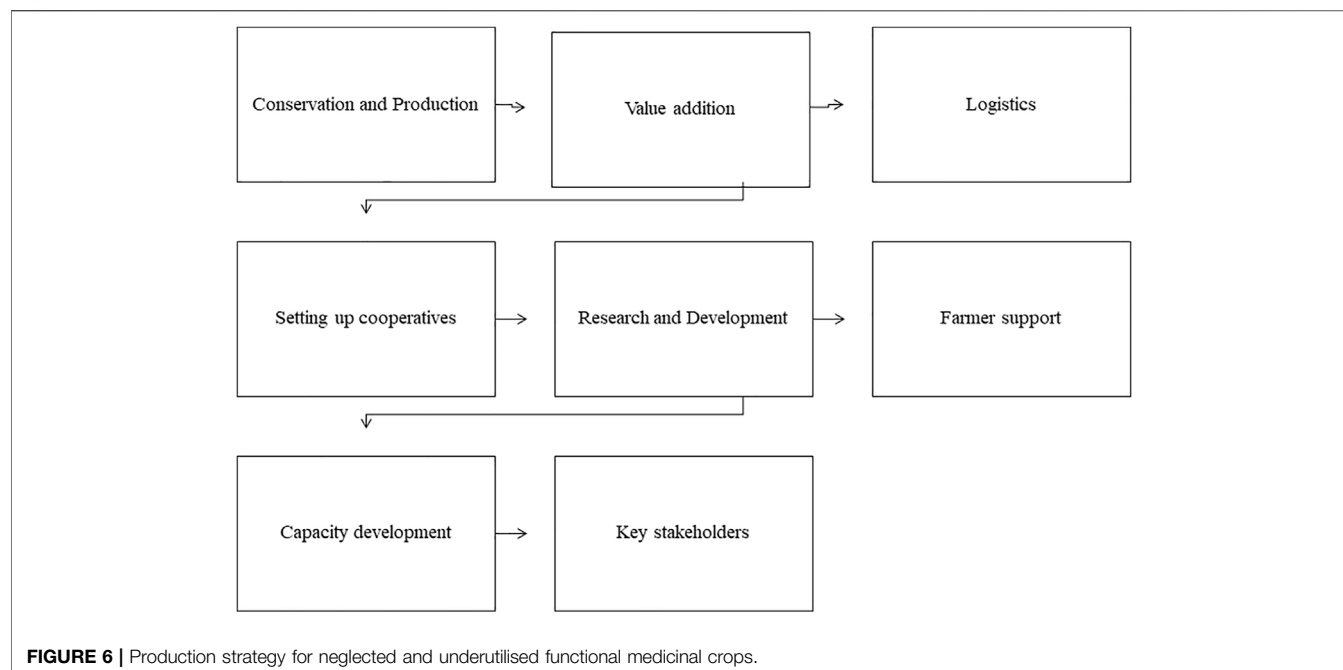 Conservation and Production
Value addition
Logistics
Setting up cooperatives
Research and Development
Farmer support
Capacity development
Key stakeholders
FIGURE 6 | Production strategy for neglected and underutilised functional medicinal crops.